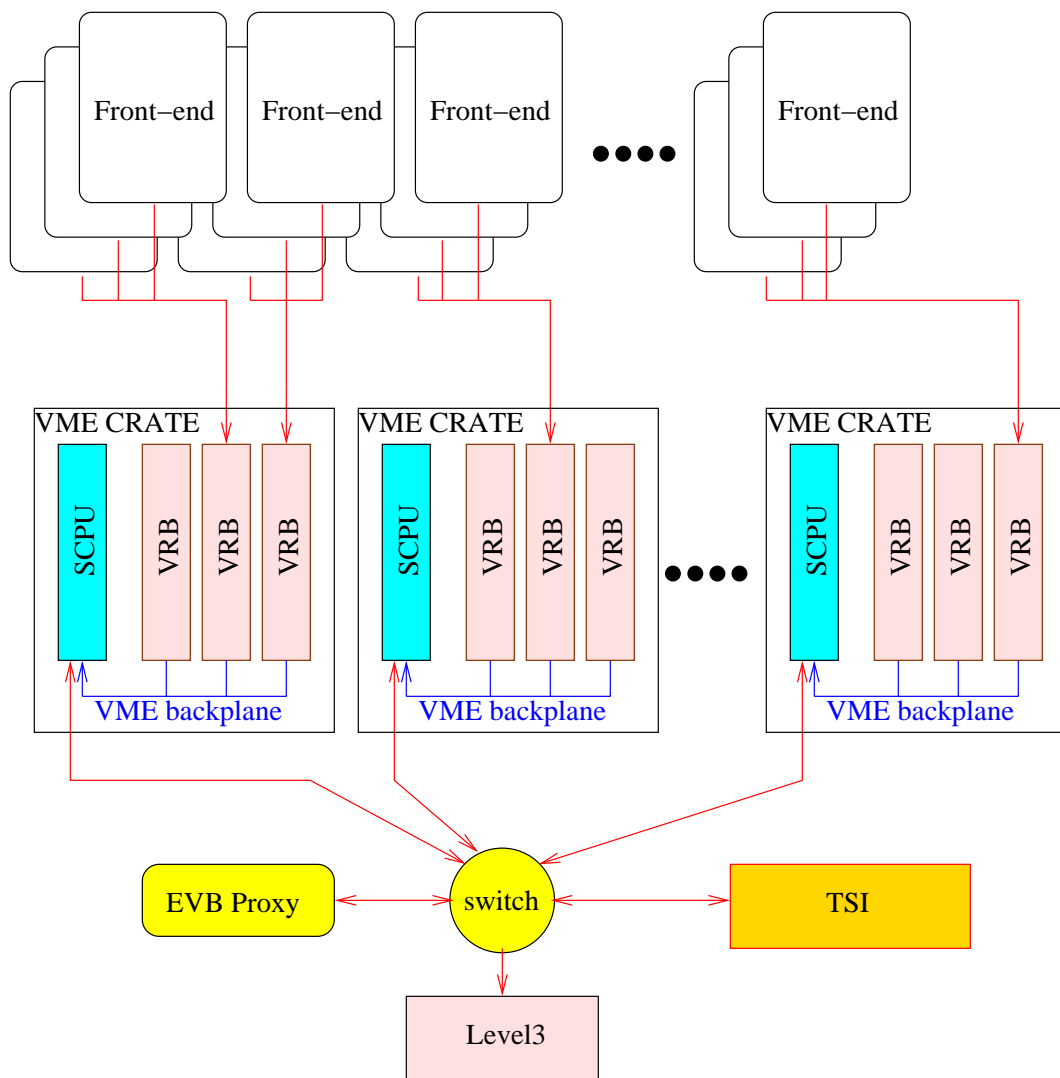 Front−end
Front−end
Front−end
Front−end
VME CRATE
VME CRATE
VME CRATE
SCPU
VRB
VRB
VRB
SCPU
VRB
VRB
VRB
SCPU
VRB
VRB
VRB
VME backplane
VME backplane
VME backplane
EVB Proxy
switch
TSI
Level3